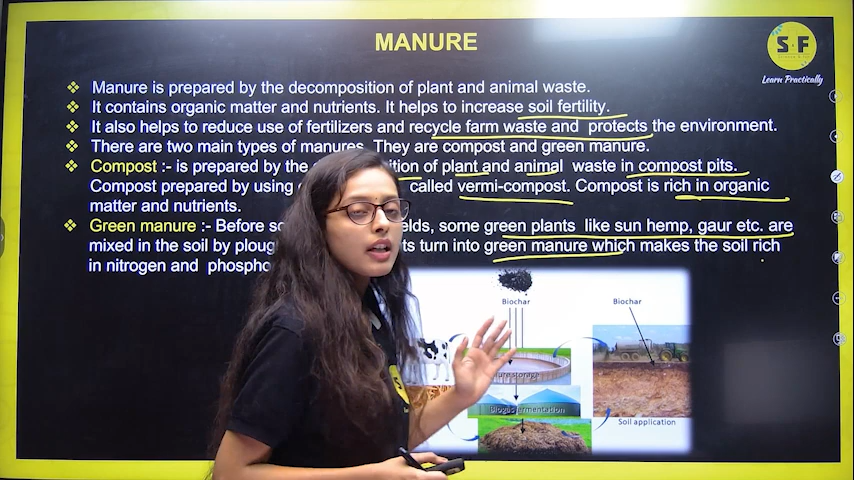 MANURE
S F
Learn Practically
❖ Manure is prepared by the decomposition of plant and animal waste.
❖ It contains organic matter and nutrients. It helps to increase soil fertility.
❖ It also helps to reduce use of fertilizers and recycle farm waste and protects the environment.
❖ There are two main types of manures. They are compost and green manure.
❖ Compost :- is prepared by the of plant and animal waste in compost pits.
Compost prepared by using called vermi-compost. Compost is rich in organic
matter and nutrients.
❖ Green manure :- Before some green plants like sun hemp, gaur etc. are
mixed in the soil by turn into green manure which makes the soil rich
in nitrogen and
Biochar
Biochar
storage
Biogas fermentation
Soil application